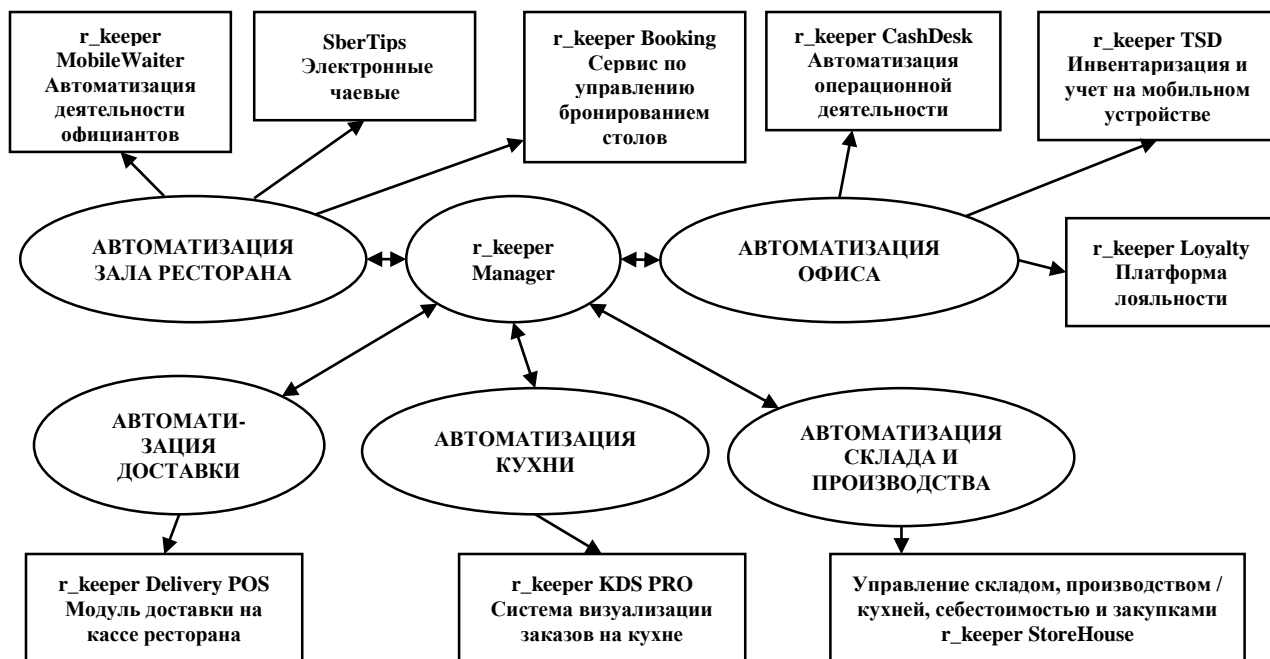 r_keeper
MobileWaiter
Автоматизация
деятельности
официантов
SberTips
Электронные
чаевые
r_keeper Booking
Сервис по
управлению
бронированием
столов
r_keeper CashDesk
Автоматизация
операционной
деятельности
r_keeper TSD
Инвентаризация и
учет на мобильном
устройстве
АВТОМАТИЗАЦИЯ
ЗАЛА РЕСТОРАНА
r_keeper
Manager
АВТОМАТИЗАЦИЯ
ОФИСА
r_keeper Loyalty
Платформа
лояльности
АВТОМАТИ-
ЗАЦИЯ
ДОСТАВКИ
АВТОМАТИЗАЦИЯ
КУХНИ
АВТОМАТИЗАЦИЯ
СКЛАДА И
ПРОИЗВОДСТВА
r_keeper Delivery POS
Модуль доставки на
кассе ресторана
r_keeper KDS PRO
Система визуализации
заказов на кухне
Управление складом, производством /
кухней, себестоимостью и закупками
r_keeper StoreHouse